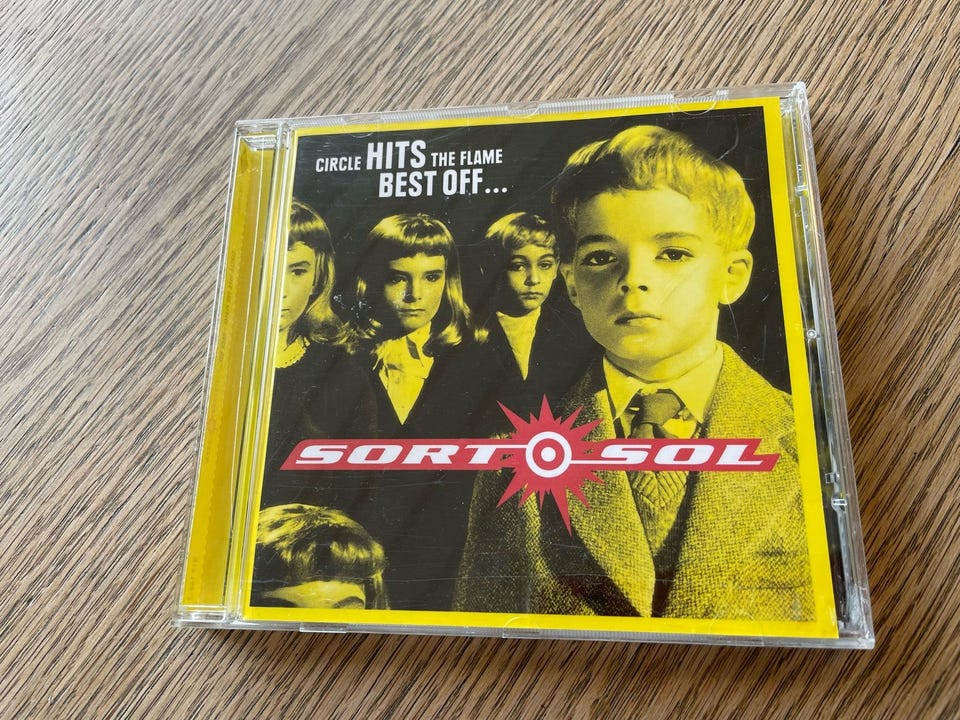 CIRCLE HITS THE FLAME
BEST OFF...
SORT SOL